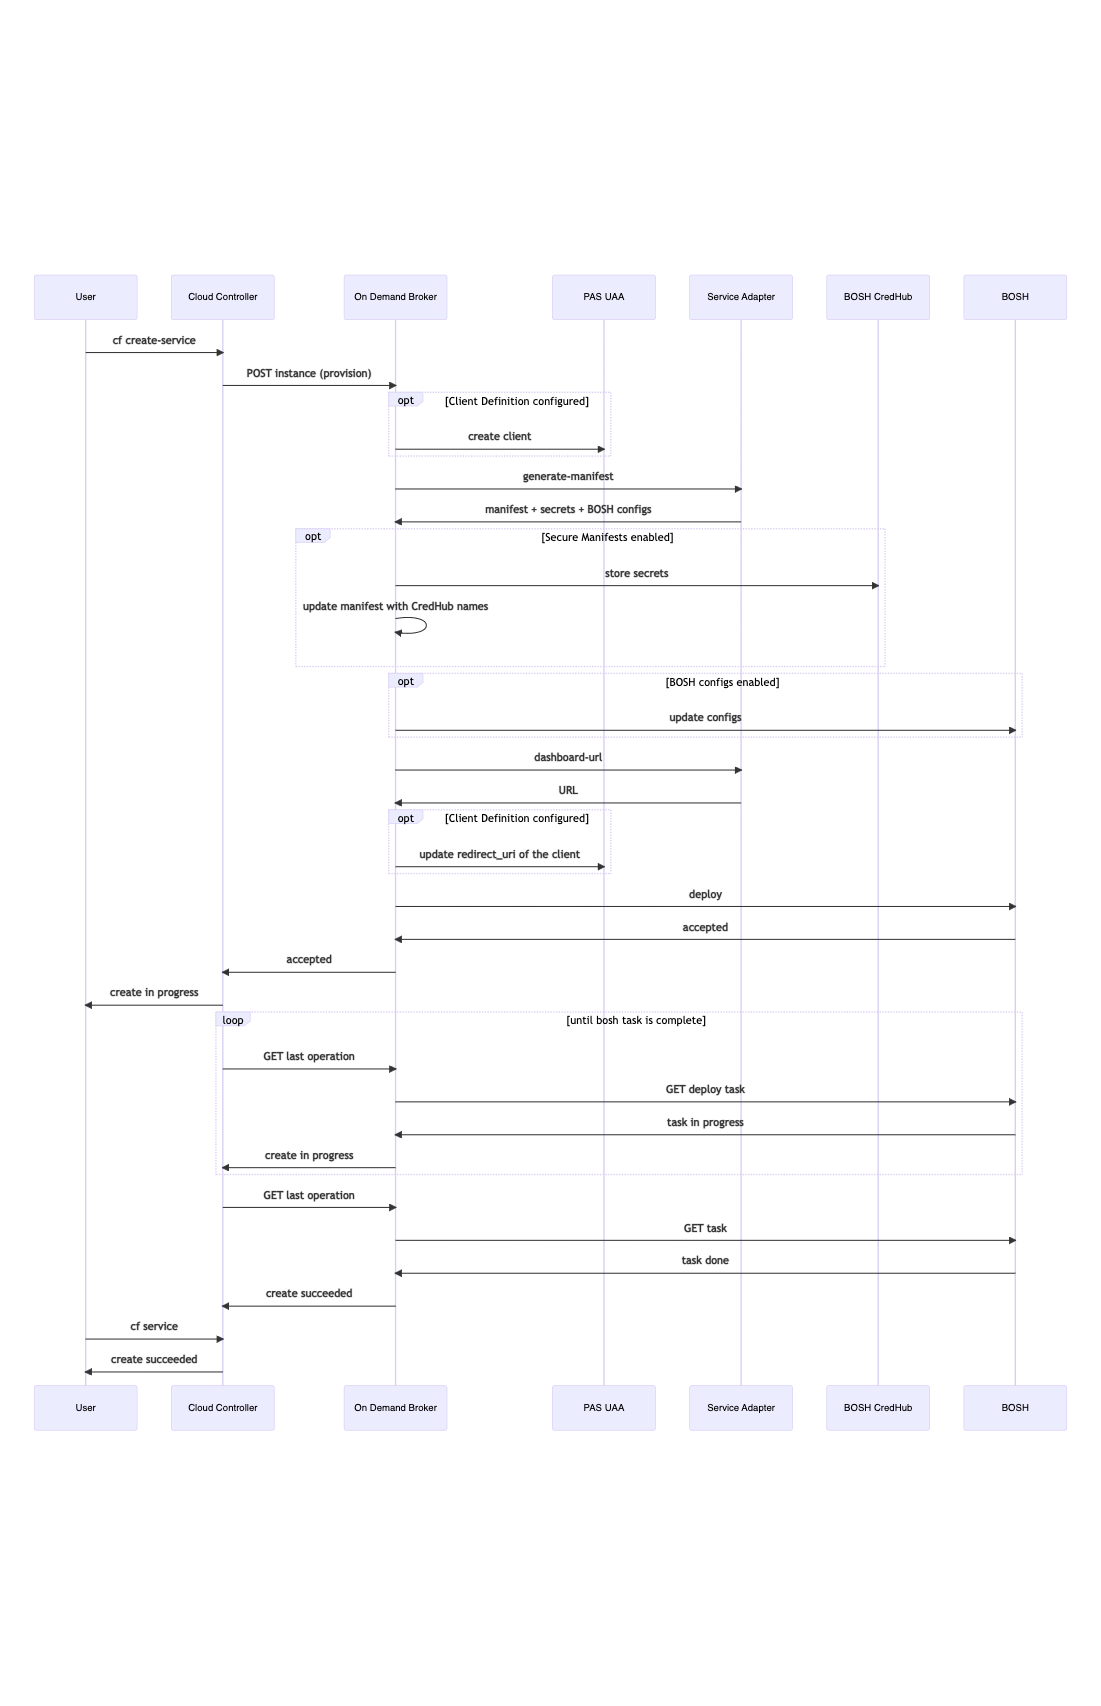 User
Cloud Controller
On Demand Broker
PAS UAA
Service Adapter
BOSH CredHub
BOSH
cf create-service
POST instance (provision)
opt
[Client Definition configured]
create client
generate-manifest
manifest + secrets + BOSH configs
opt
[Secure Manifests enabled]
store secrets
update manifest with CredHub names
opt
[BOSH configs enabled]
update configs
dashboard-url
URL
opt
[Client Definition configured]
update redirect_uri of the client
deploy
accepted
accepted
create in progress
loop
[until bosh task is complete]
GET last operation
GET deploy task
task in progress
create in progress
GET last operation
GET task
task done
create succeeded
cf service
create succeeded
User
Cloud Controller
On Demand Broker
PAS UAA
Service Adapter
BOSH CredHub
BOSH